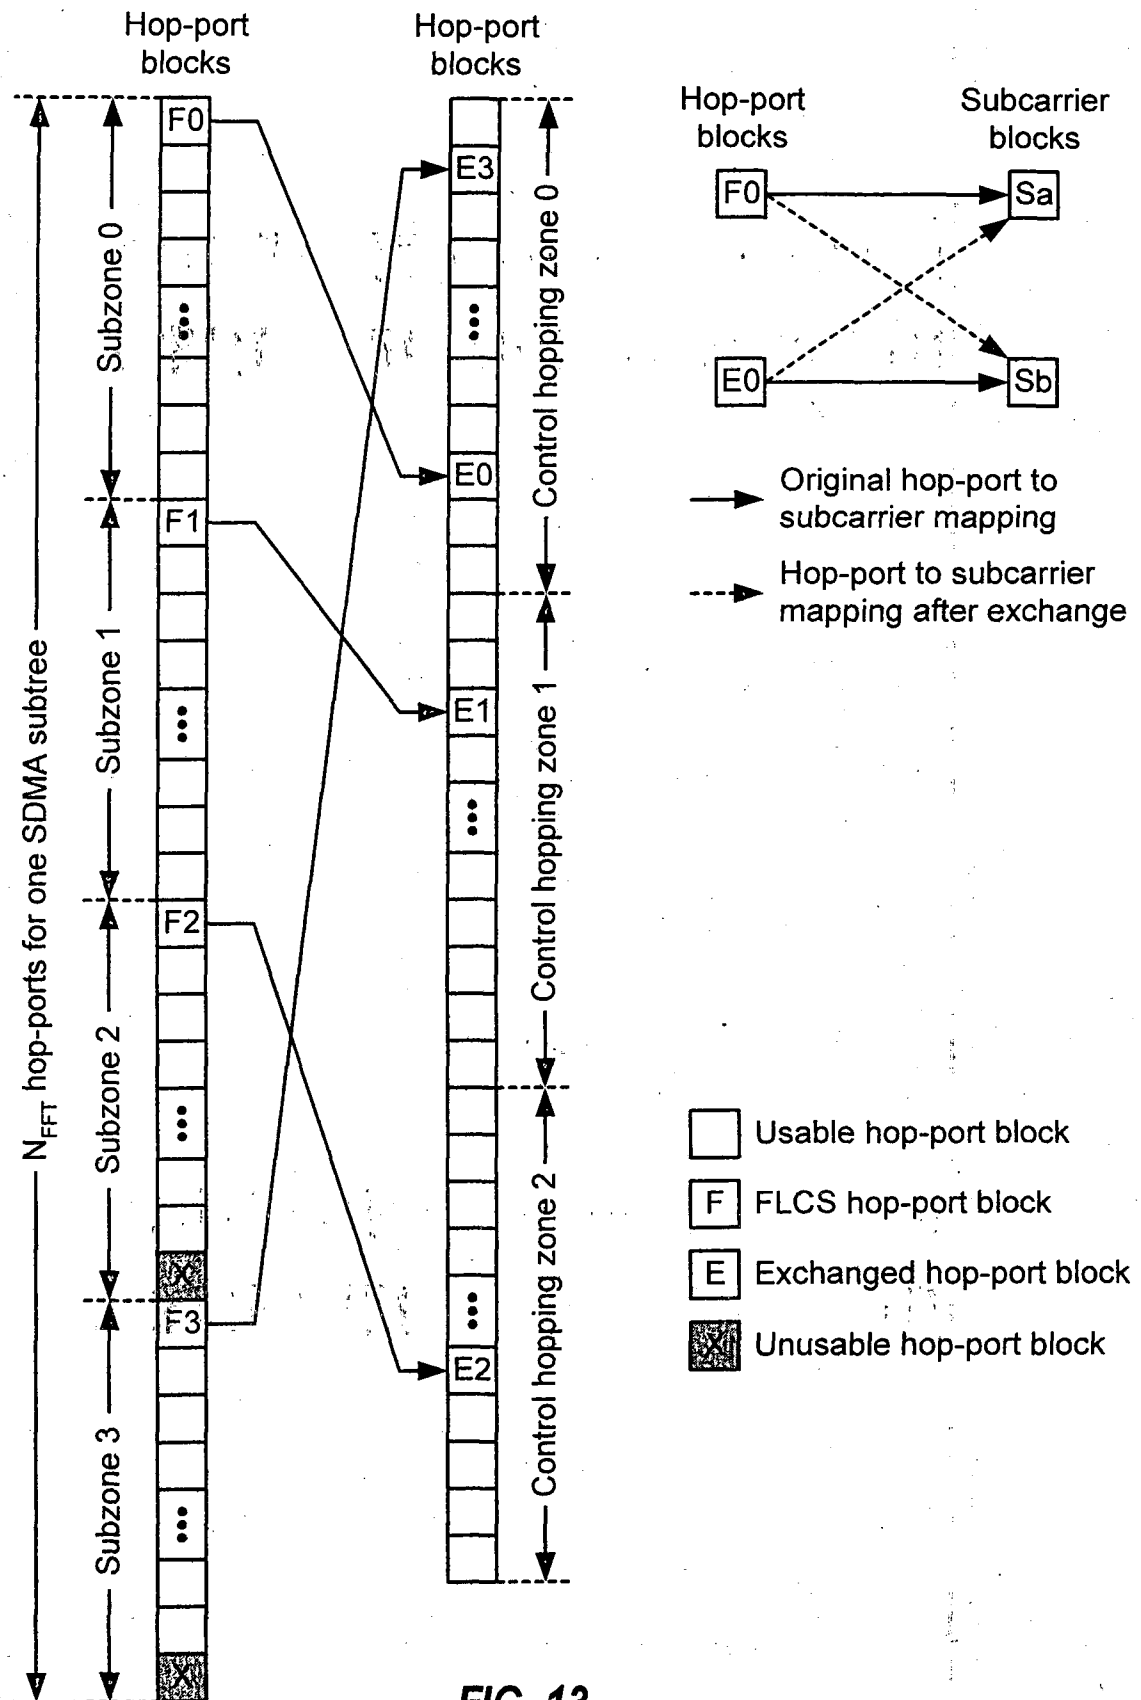 Hop-port
blocks
Hop-port
blocks
Hop-port
blocks
Subcarrier
blocks
N_FFT hop-ports for one SDMA subtree
Subzone 0
Subzone 1
Subzone 2
Subzone 3
F0
F1
F2
X
F3
X
E3
E0
E1
E2
Control hopping zone 0
Control hopping zone 1
Control hopping zone 2
F0
Sa
E0
Sb
Original hop-port to
subcarrier mapping
Hop-port to subcarrier
mapping after exchange
Usable hop-port block
F FLCS hop-port block
E Exchanged hop-port block
X Unusable hop-port block
FIG. 13